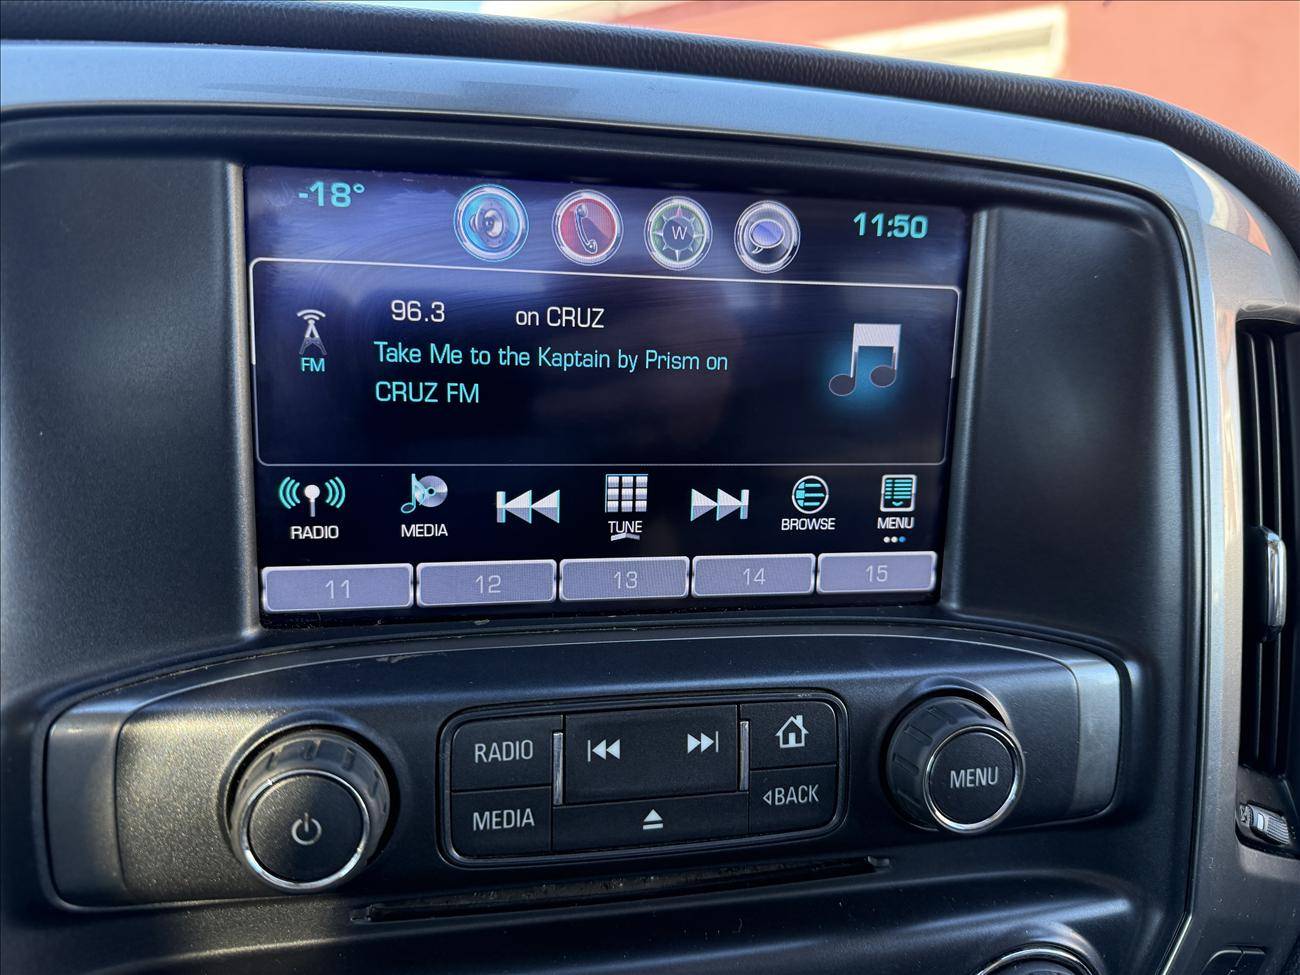 -18°
W
11:50
96.3 on CRUZ
FM
Take Me to the Kaptain by Prism on
CRUZ FM
RADIO MEDIA TUNE BROWSE MENU
11 12 13 14 15
RADIO
MEDIA
BACK
MENU